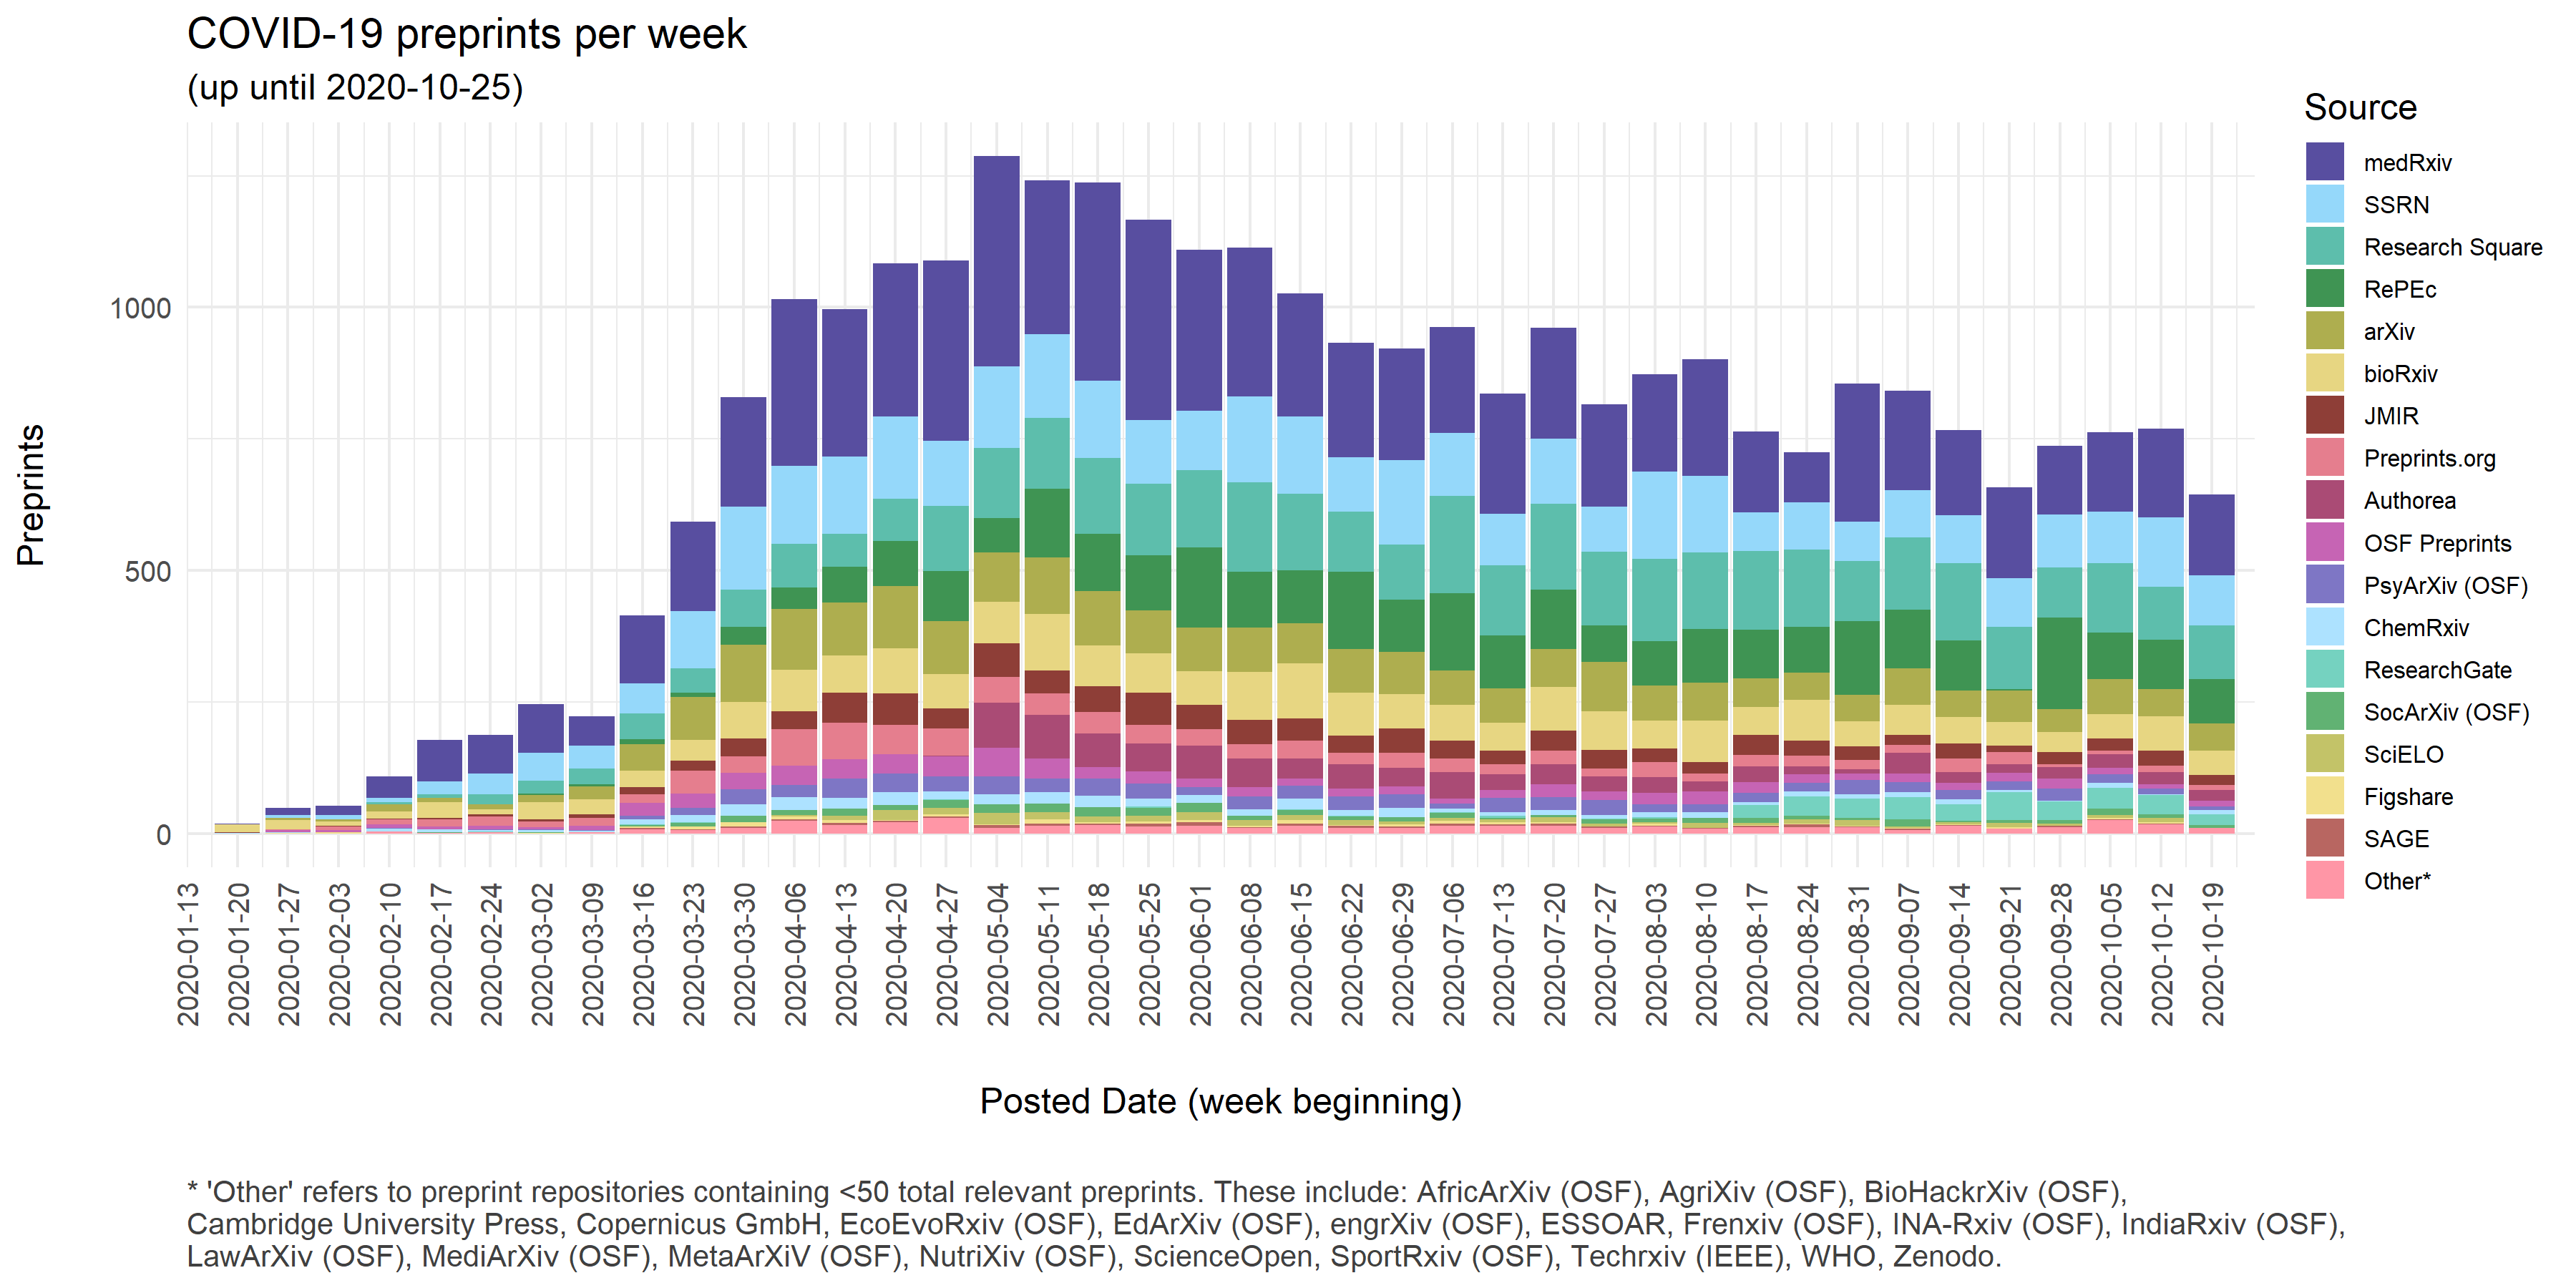 COVID-19 preprints per week
(up until 2020-10-25)
Preprints
1000
500
0
2020-01-13
2020-01-20
2020-01-27
2020-02-03
2020-02-10
2020-02-17
2020-02-24
2020-03-02
2020-03-09
2020-03-16
2020-03-23
2020-03-30
2020-04-06
2020-04-13
2020-04-20
2020-04-27
2020-05-04
2020-05-11
2020-05-18
2020-05-25
2020-06-01
2020-06-08
2020-06-15
2020-06-22
2020-06-29
2020-07-06
2020-07-13
2020-07-20
2020-07-27
2020-08-03
2020-08-10
2020-08-17
2020-08-24
2020-08-31
2020-09-07
2020-09-14
2020-09-21
2020-09-28
2020-10-05
2020-10-12
2020-10-19
Posted Date (week beginning)
Source
medRxiv
SSRN
Research Square
RePEc
arXiv
bioRxiv
JMIR
Preprints.org
Authorea
OSF Preprints
PsyArXiv (OSF)
ChemRxiv
ResearchGate
SocArXiv (OSF)
SciELO
Figshare
SAGE
Other*
* 'Other' refers to preprint repositories containing <50 total relevant preprints. These include: AfricArXiv (OSF), AgriXiv (OSF), BioHackrXiv (OSF),
Cambridge University Press, Copernicus GmbH, EcoEvoRxiv (OSF), EdArXiv (OSF), engrXiv (OSF), ESSOAR, Frenxiv (OSF), INA-Rxiv (OSF), IndiaRxiv (OSF),
LawArXiv (OSF), MediArXiv (OSF), MetaArXiV (OSF), NutriXiv (OSF), ScienceOpen, SportRxiv (OSF), Techrxiv (IEEE), WHO, Zenodo.